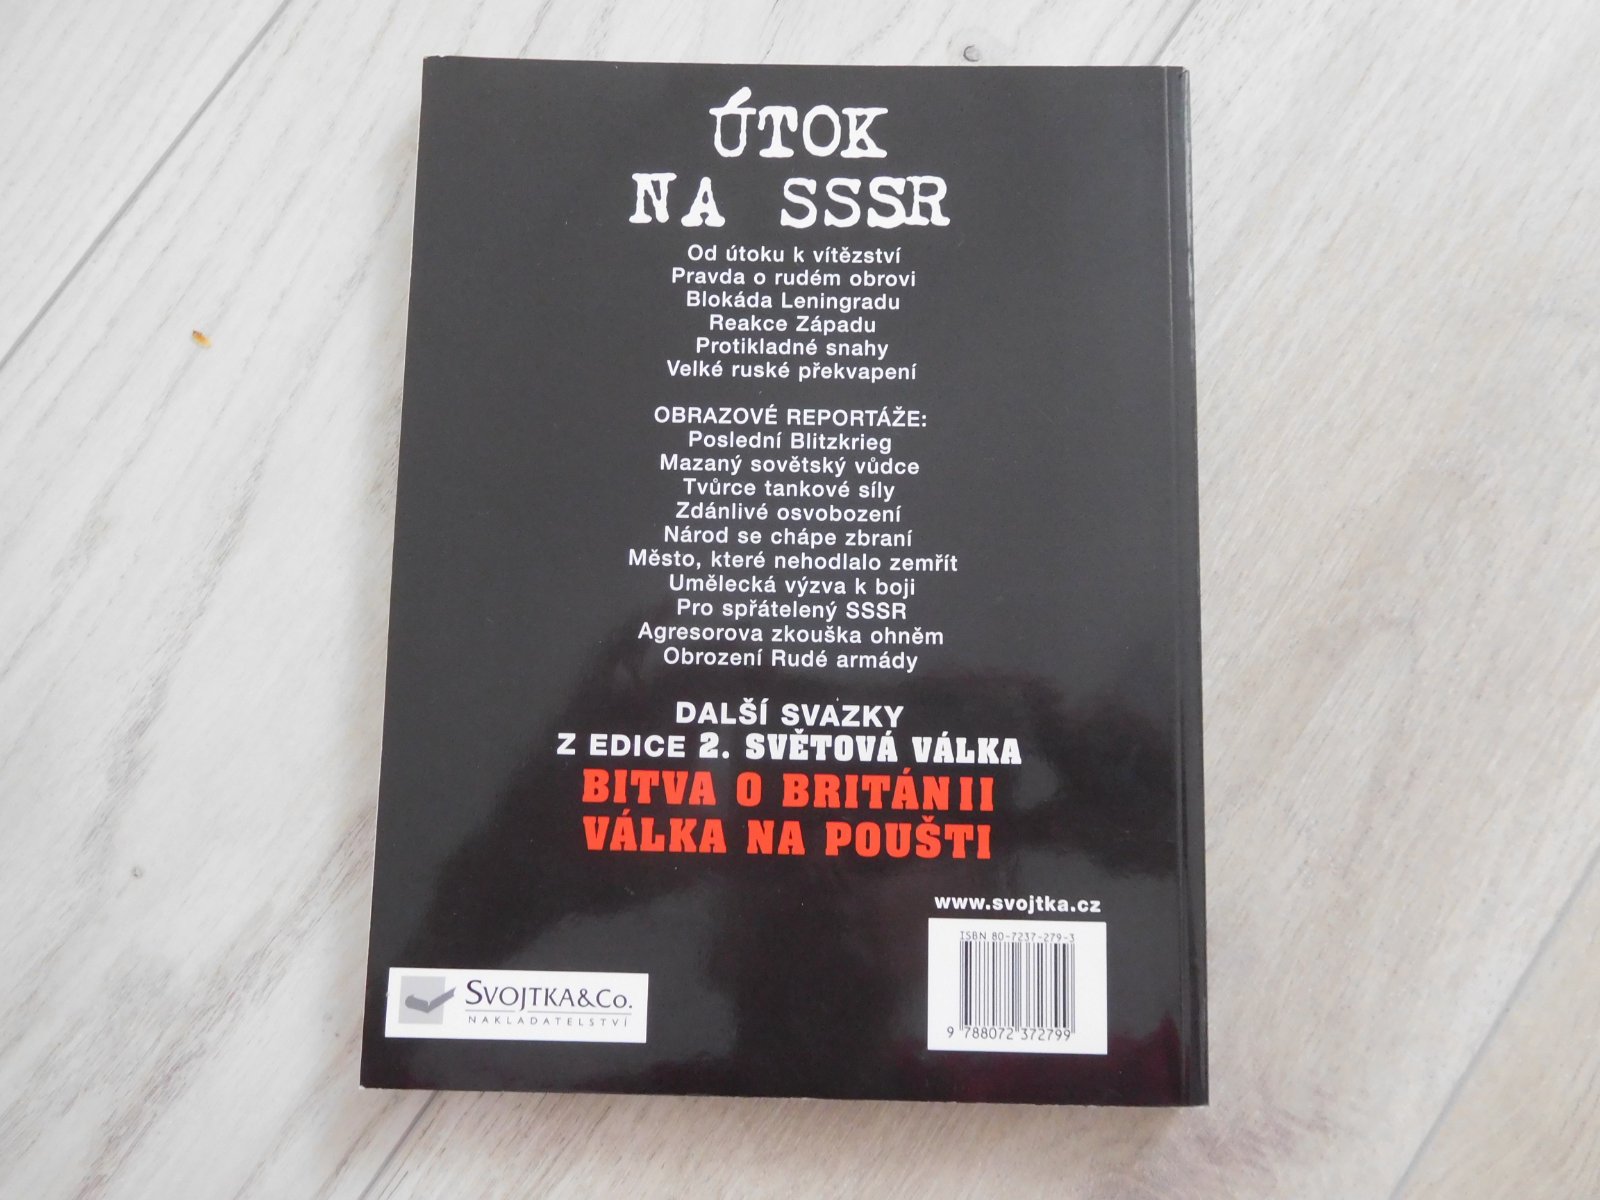 ÚTOK
NA SSSR
Od útoku k vítězství
Pravda o rudém obrovi
Blokáda Leningradu
Reakce Západu
Protikladné snahy
Velké ruské překvapení
OBRAZOVÉ REPORTÁŽE:
Poslední Blitzkrieg
Mazaný sovětský vůdce
Tvůrce tankové síly
Zdánlivé osvobození
Národ se chápe zbraní
Město, které nehodlalo zemřít
Umělecká výzva k boji
Pro spřátelený SSSR
Agresorova zkouška ohněm
Obrození Rudé armády
DALŠÍ SVAZKY
Z EDICE 2. SVĚTOVÁ VÁLKA
BITVA O BRITÁNII
VÁLKA NA POUŠTI
www.svojtka.cz
ISBN 80-7237-279-3
9 788072 372799
SVOJTKA&CO.
NAKLADATELSTVÍ